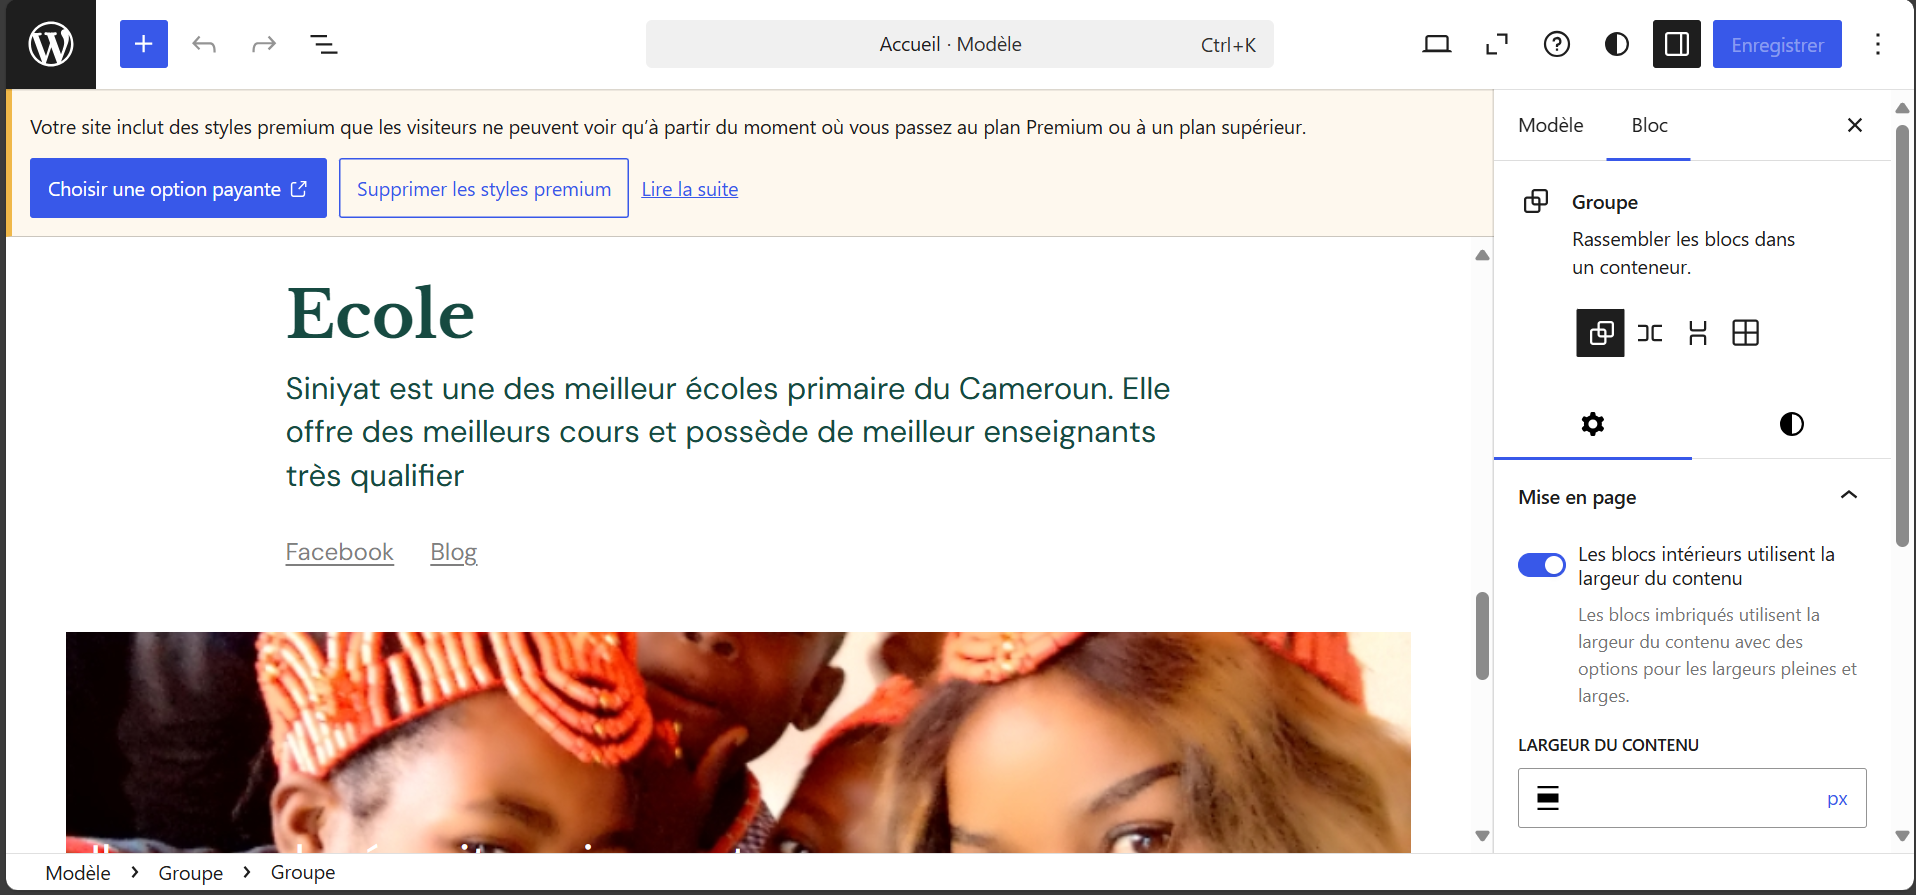 Accueil · Modèle
Ctrl+K
Enregistrer
Votre site inclut des styles premium que les visiteurs ne peuvent voir qu’à partir du moment où vous passez au plan Premium ou à un plan supérieur.
Choisir une option payante
Supprimer les styles premium
Lire la suite
Ecole
Siniyat est une des meilleur écoles primaire du Cameroun. Elle
offre des meilleurs cours et possède de meilleur enseignants
très qualifier
Facebook
Blog
Modèle
Bloc
Groupe
Rassembler les blocs dans
un conteneur.
Mise en page
Les blocs intérieurs utilisent la
largeur du contenu
Les blocs imbriqués utilisent la
largeur du contenu avec des
options pour les largeurs pleines et
larges.
LARGEUR DU CONTENU
px
Modèle > Groupe > Groupe